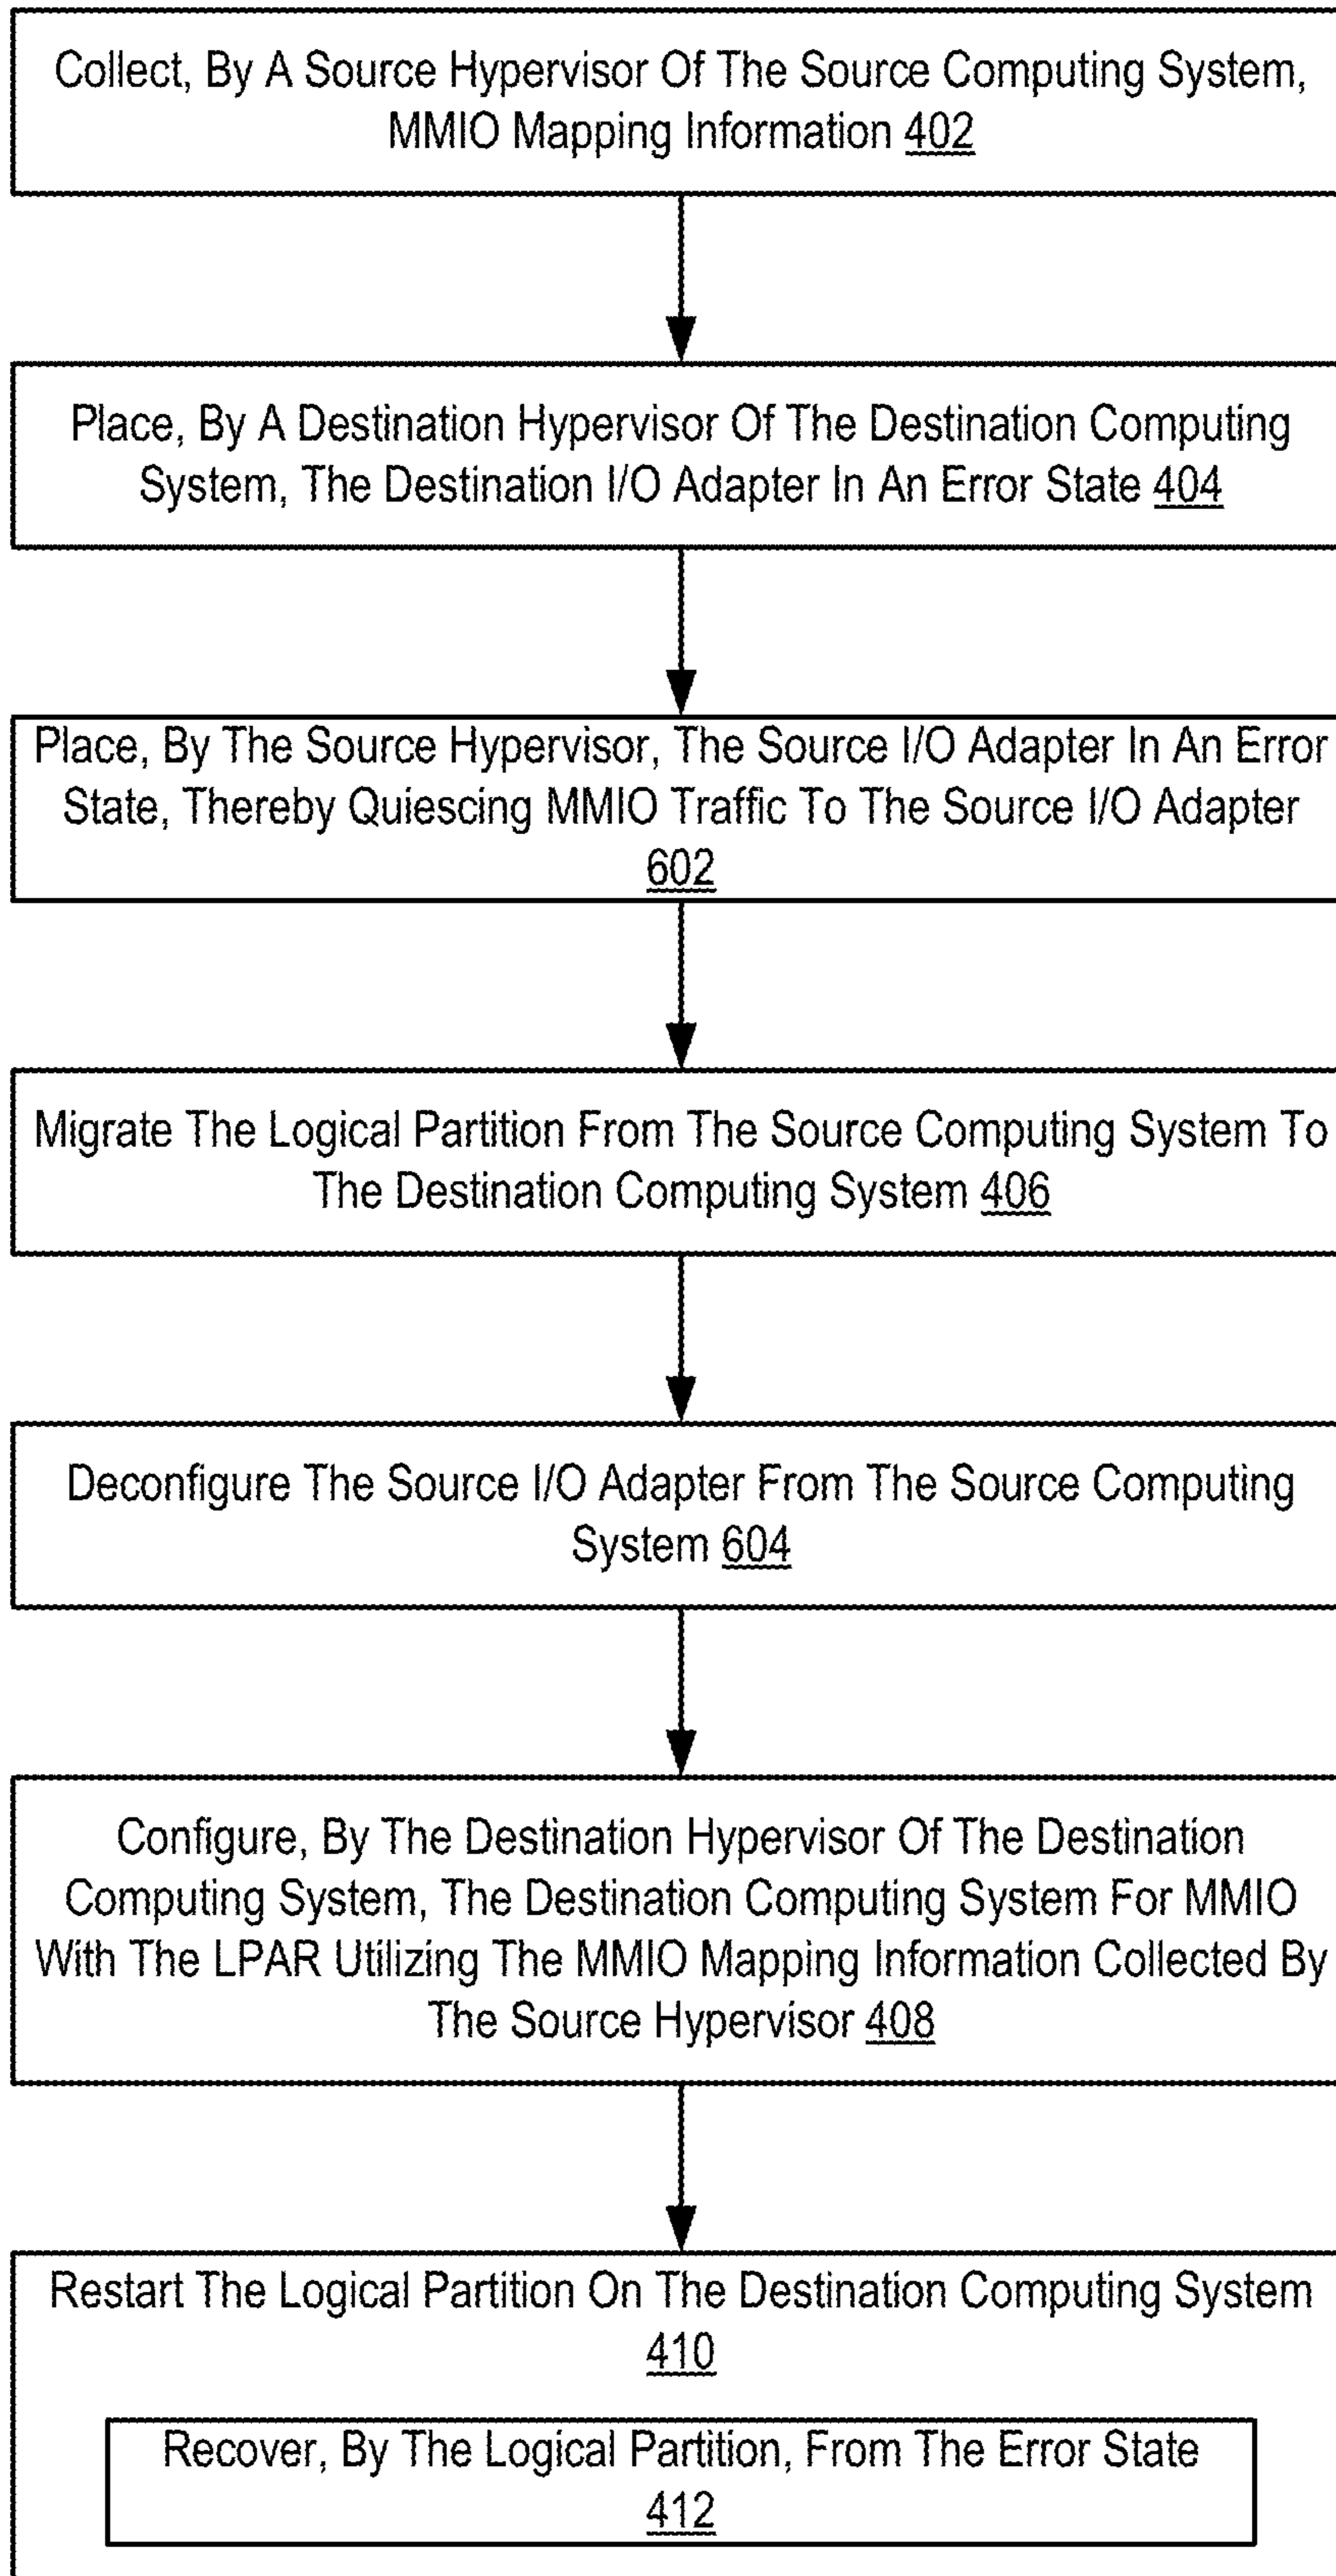 Collect, By A Source Hypervisor Of The Source Computing System,
MMIO Mapping Information 402
Place, By A Destination Hypervisor Of The Destination Computing
System, The Destination I/O Adapter In An Error State 404
Place, By The Source Hypervisor, The Source I/O Adapter In An Error
State, Thereby Quiescing MMIO Traffic To The Source I/O Adapter
602
Migrate The Logical Partition From The Source Computing System To
The Destination Computing System 406
Deconfigure The Source I/O Adapter From The Source Computing
System 604
Configure, By The Destination Hypervisor Of The Destination
Computing System, The Destination Computing System For MMIO
With The LPAR Utilizing The MMIO Mapping Information Collected By
The Source Hypervisor 408
Restart The Logical Partition On The Destination Computing System
410
Recover, By The Logical Partition, From The Error State
412